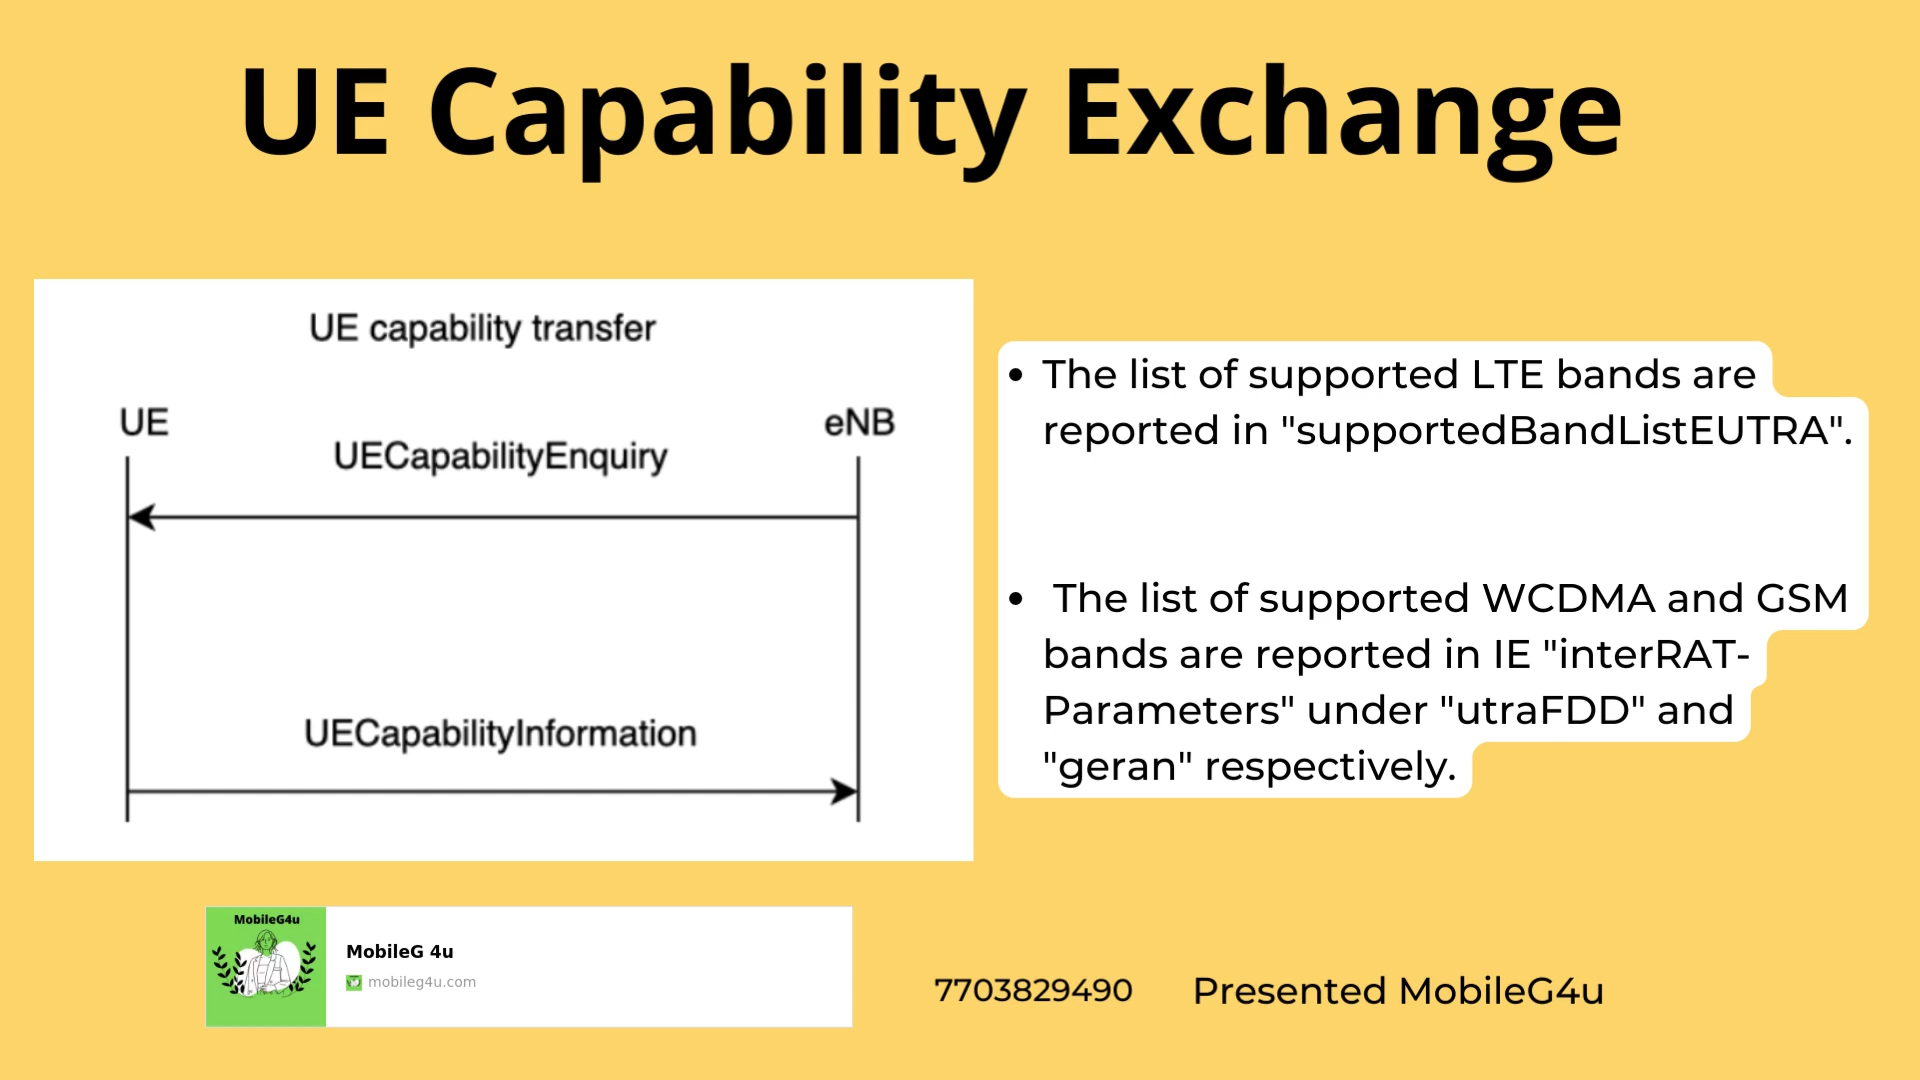 UE Capability Exchange
UE capability transfer
UE
eNB
UECapabilityEnquiry
UECapabilityInformation
• The list of supported LTE bands are
reported in "supportedBandListEUTRA".
• The list of supported WCDMA and GSM
bands are reported in IE "interRAT-
Parameters" under "utraFDD" and
"geran" respectively.
MobileG4u
MobileG 4u
mobileg4u.com
7703829490
Presented MobileG4u